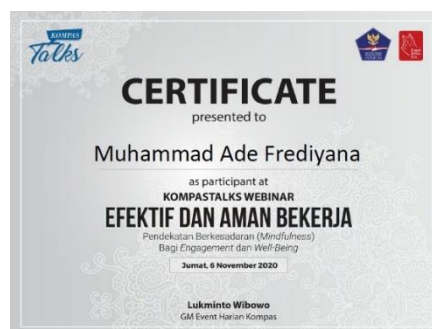 KOMPAS
Talks
CERTIFICATE
presented to
Muhammad Ade Frediyana
as participant at
KOMPASTALKS WEBINAR
EFEKTIF DAN AMAN BEKERJA
Pendekatan Berkesadaran (Mindfulness)
Bagi Engagement dan Well-Being
Jumat, 6 November 2020
Lukminto Wibowo
GM Event Harian Kompas